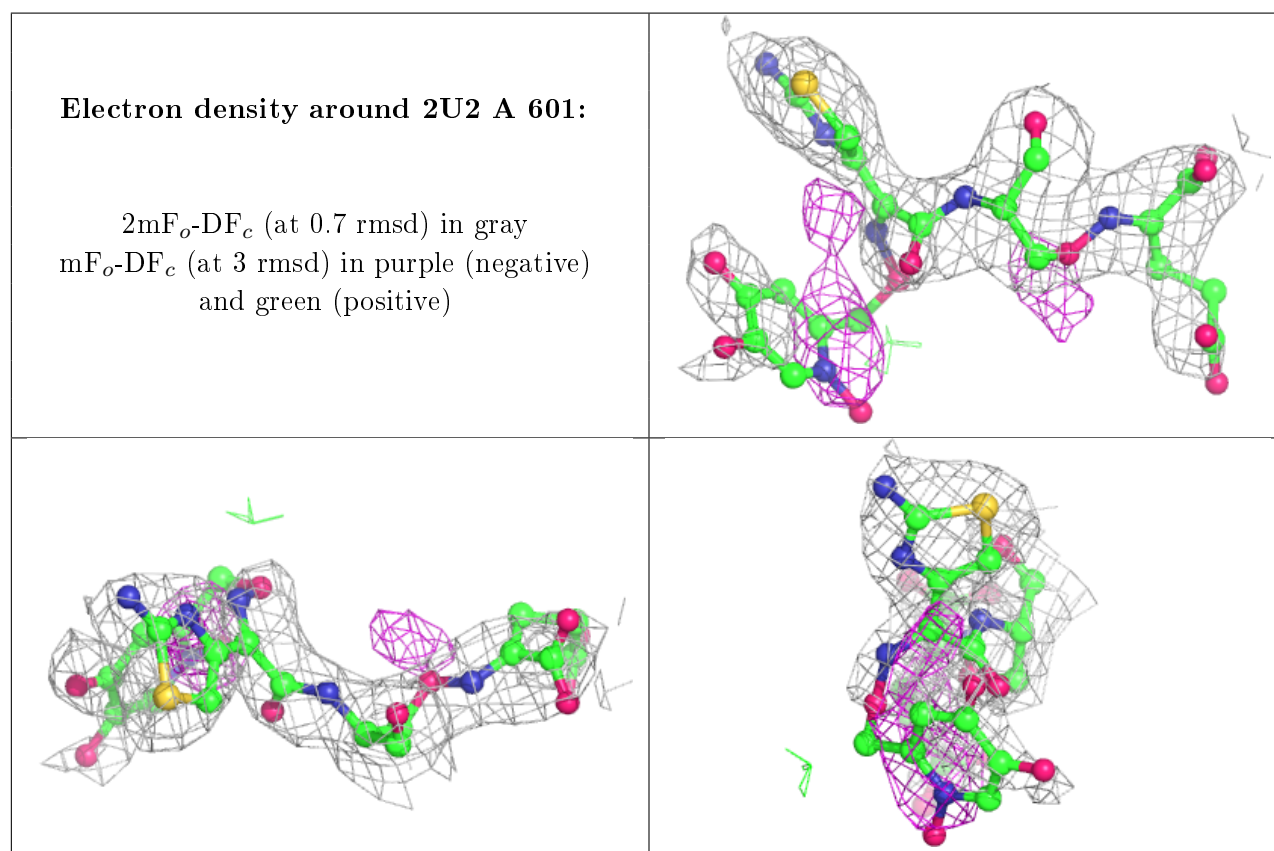 Electron density around 2U2 A 601:
2mFo-DFc (at 0.7 rmsd) in gray
mFo-DFc (at 3 rmsd) in purple (negative)
and green (positive)